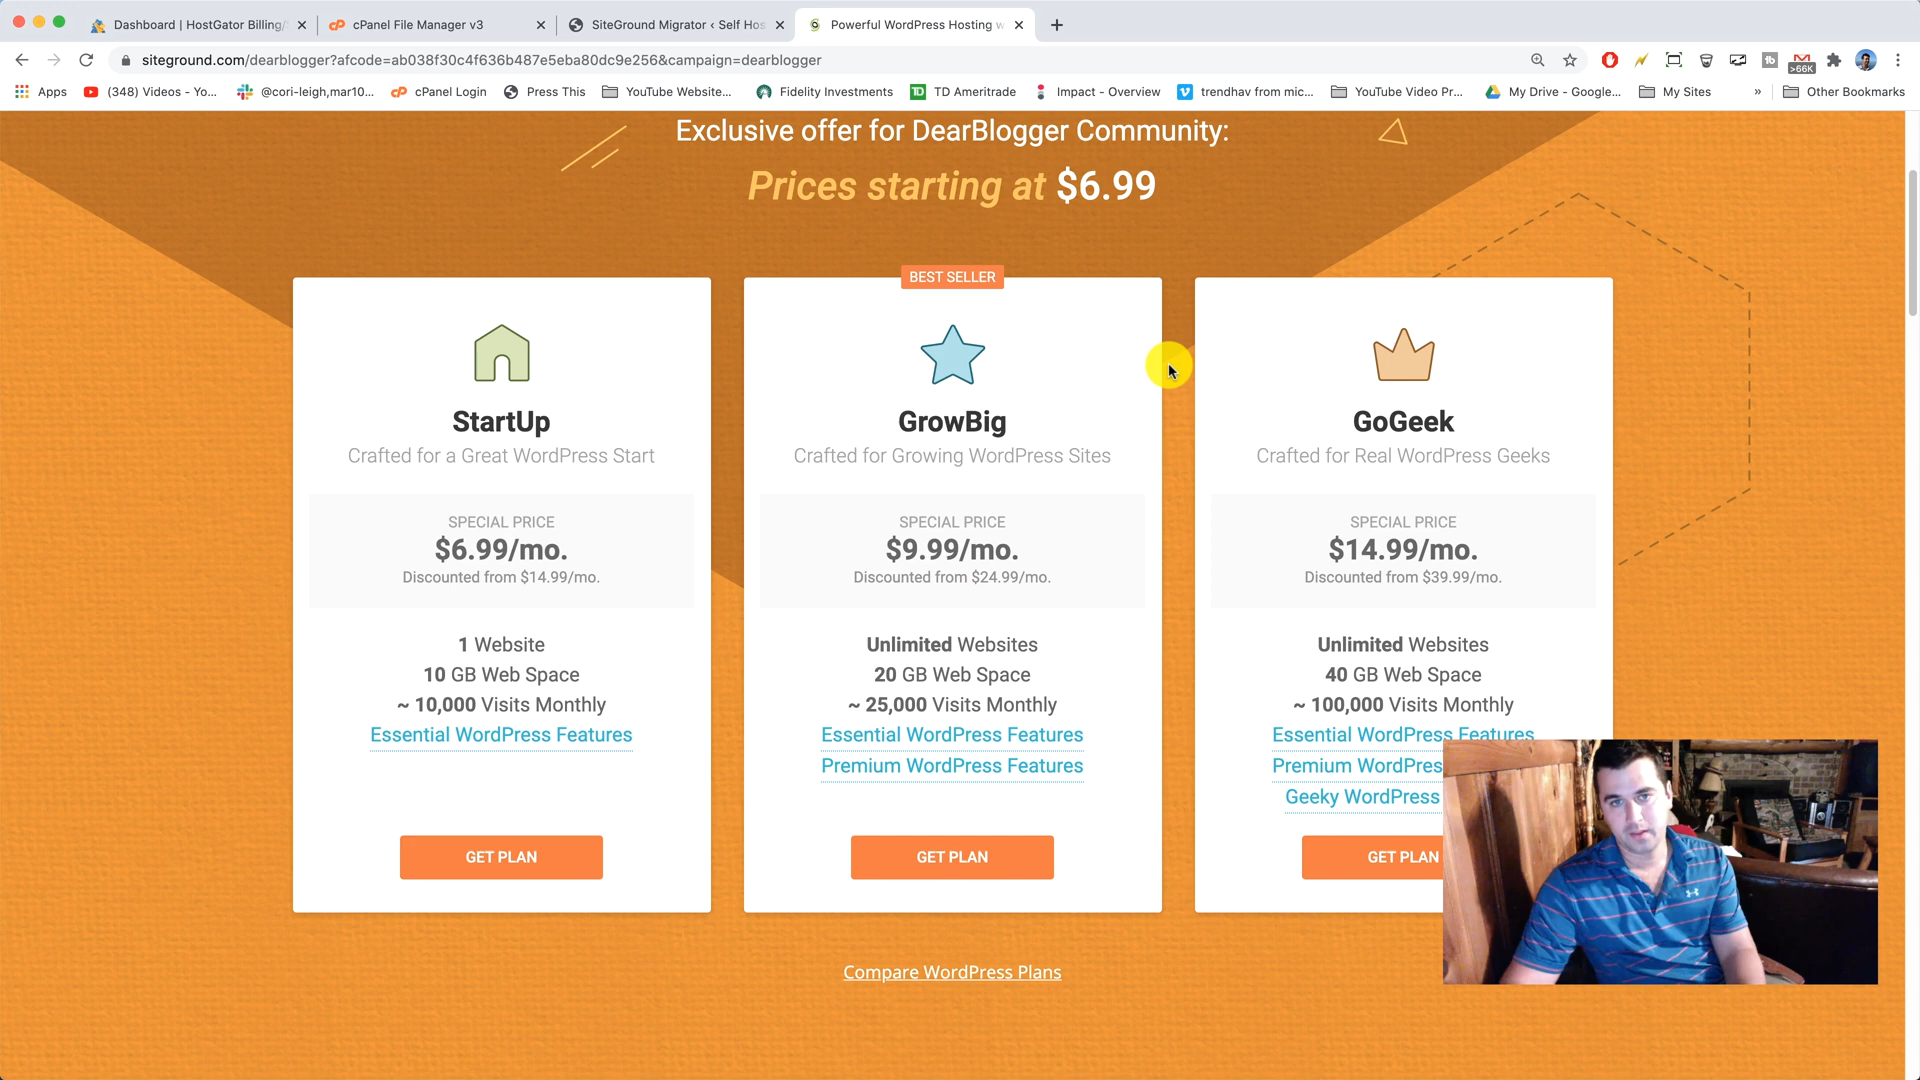 Dashboard | HostGator Billing/
cPanel File Manager v3
SiteGround Migrator ‹ Self Hos
Powerful WordPress Hosting w
siteground.com/dearblogger?afcode=ab038f30c4f636b487e5eba80dc9e256&campaign=dearblogger
>66K
Apps
(348) Videos - Yo...
@cori-leigh,mar10...
cPanel Login
Press This
YouTube Website...
Fidelity Investments
TD Ameritrade
Impact - Overview
trendhav from mic...
YouTube Video Pr...
My Drive - Google...
My Sites
»
Other Bookmarks
Exclusive offer for DearBlogger Community:
Prices starting at $6.99
StartUp
Crafted for a Great WordPress Start
SPECIAL PRICE
$6.99/mo.
Discounted from $14.99/mo.
1 Website
10 GB Web Space
~ 10,000 Visits Monthly
Essential WordPress Features
GET PLAN
BEST SELLER
GrowBig
Crafted for Growing WordPress Sites
SPECIAL PRICE
$9.99/mo.
Discounted from $24.99/mo.
Unlimited Websites
20 GB Web Space
~ 25,000 Visits Monthly
Essential WordPress Features
Premium WordPress Features
GET PLAN
GoGeek
Crafted for Real WordPress Geeks
SPECIAL PRICE
$14.99/mo.
Discounted from $39.99/mo.
Unlimited Websites
40 GB Web Space
~ 100,000 Visits Monthly
Essential WordPress Features
Premium WordPres
Geeky WordPress
GET PLAN
Compare WordPress Plans